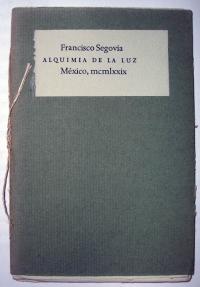 Francisco Segovia
ALQUIMIA DE LA LUZ
México, mcmlxxix